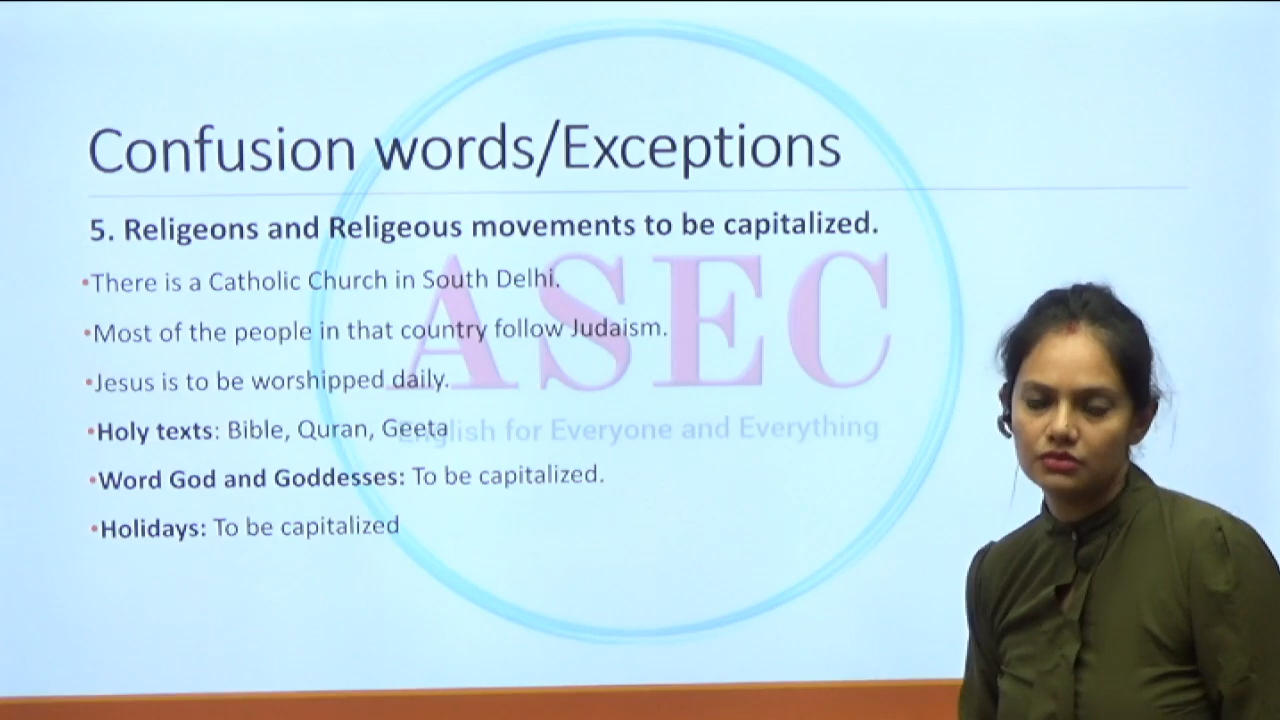 Confusion words/Exceptions
5. Religeons and Religeous movements to be capitalized.
•There is a Catholic Church in South Delhi.
•Most of the people in that country follow Judaism.
•Jesus is to be worshipped daily.
•Holy texts: Bible, Quran, Geeta
•Word God and Goddesses: To be capitalized.
•Holidays: To be capitalized
ASEC
English for Everyone and Everything